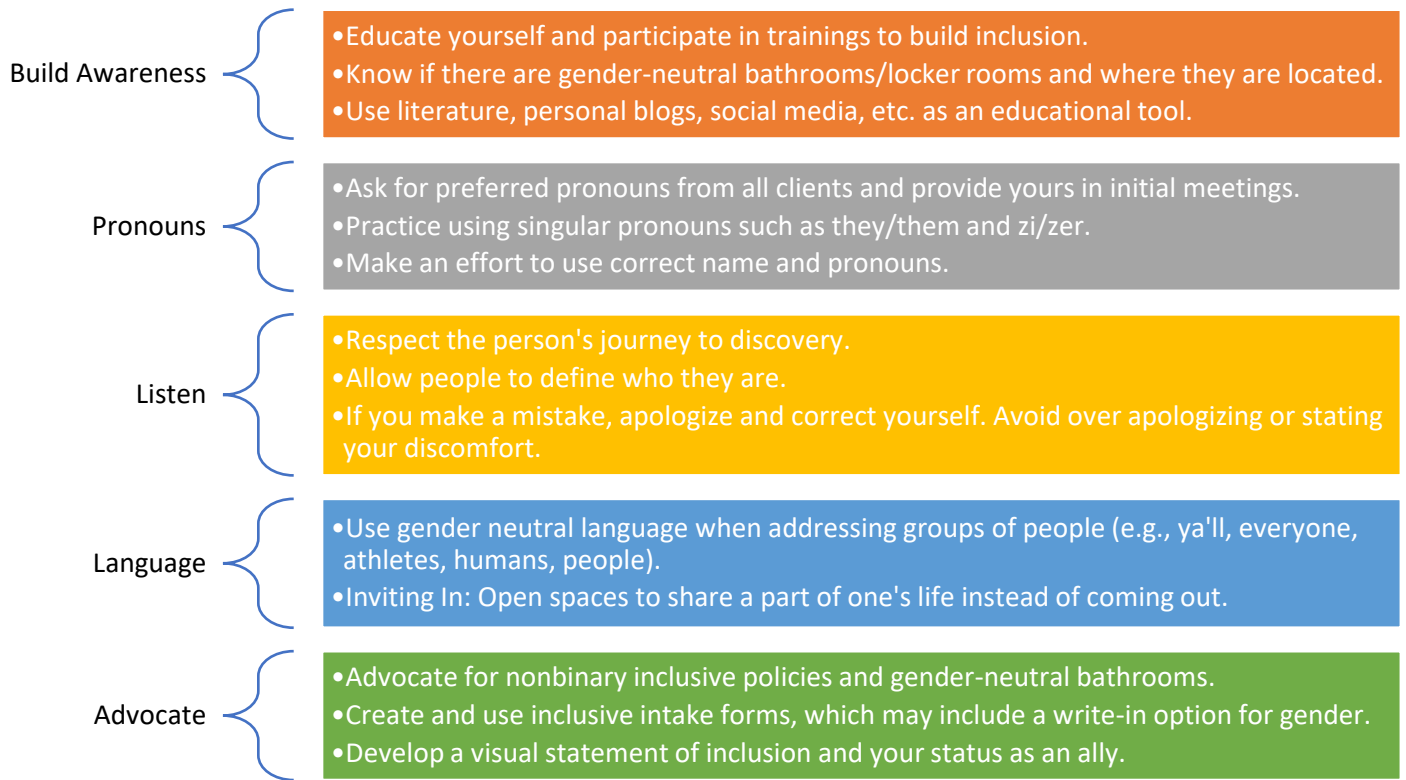 Build Awareness
•Educate yourself and participate in trainings to build inclusion.
•Know if there are gender-neutral bathrooms/locker rooms and where they are located.
•Use literature, personal blogs, social media, etc. as an educational tool.
Pronouns
•Ask for preferred pronouns from all clients and provide yours in initial meetings.
•Practice using singular pronouns such as they/them and zi/zer.
•Make an effort to use correct name and pronouns.
Listen
•Respect the person's journey to discovery.
•Allow people to define who they are.
•If you make a mistake, apologize and correct yourself. Avoid over apologizing or stating
your discomfort.
Language
•Use gender neutral language when addressing groups of people (e.g., ya'll, everyone,
athletes, humans, people).
•Inviting In: Open spaces to share a part of one's life instead of coming out.
Advocate
•Advocate for nonbinary inclusive policies and gender-neutral bathrooms.
•Create and use inclusive intake forms, which may include a write-in option for gender.
•Develop a visual statement of inclusion and your status as an ally.